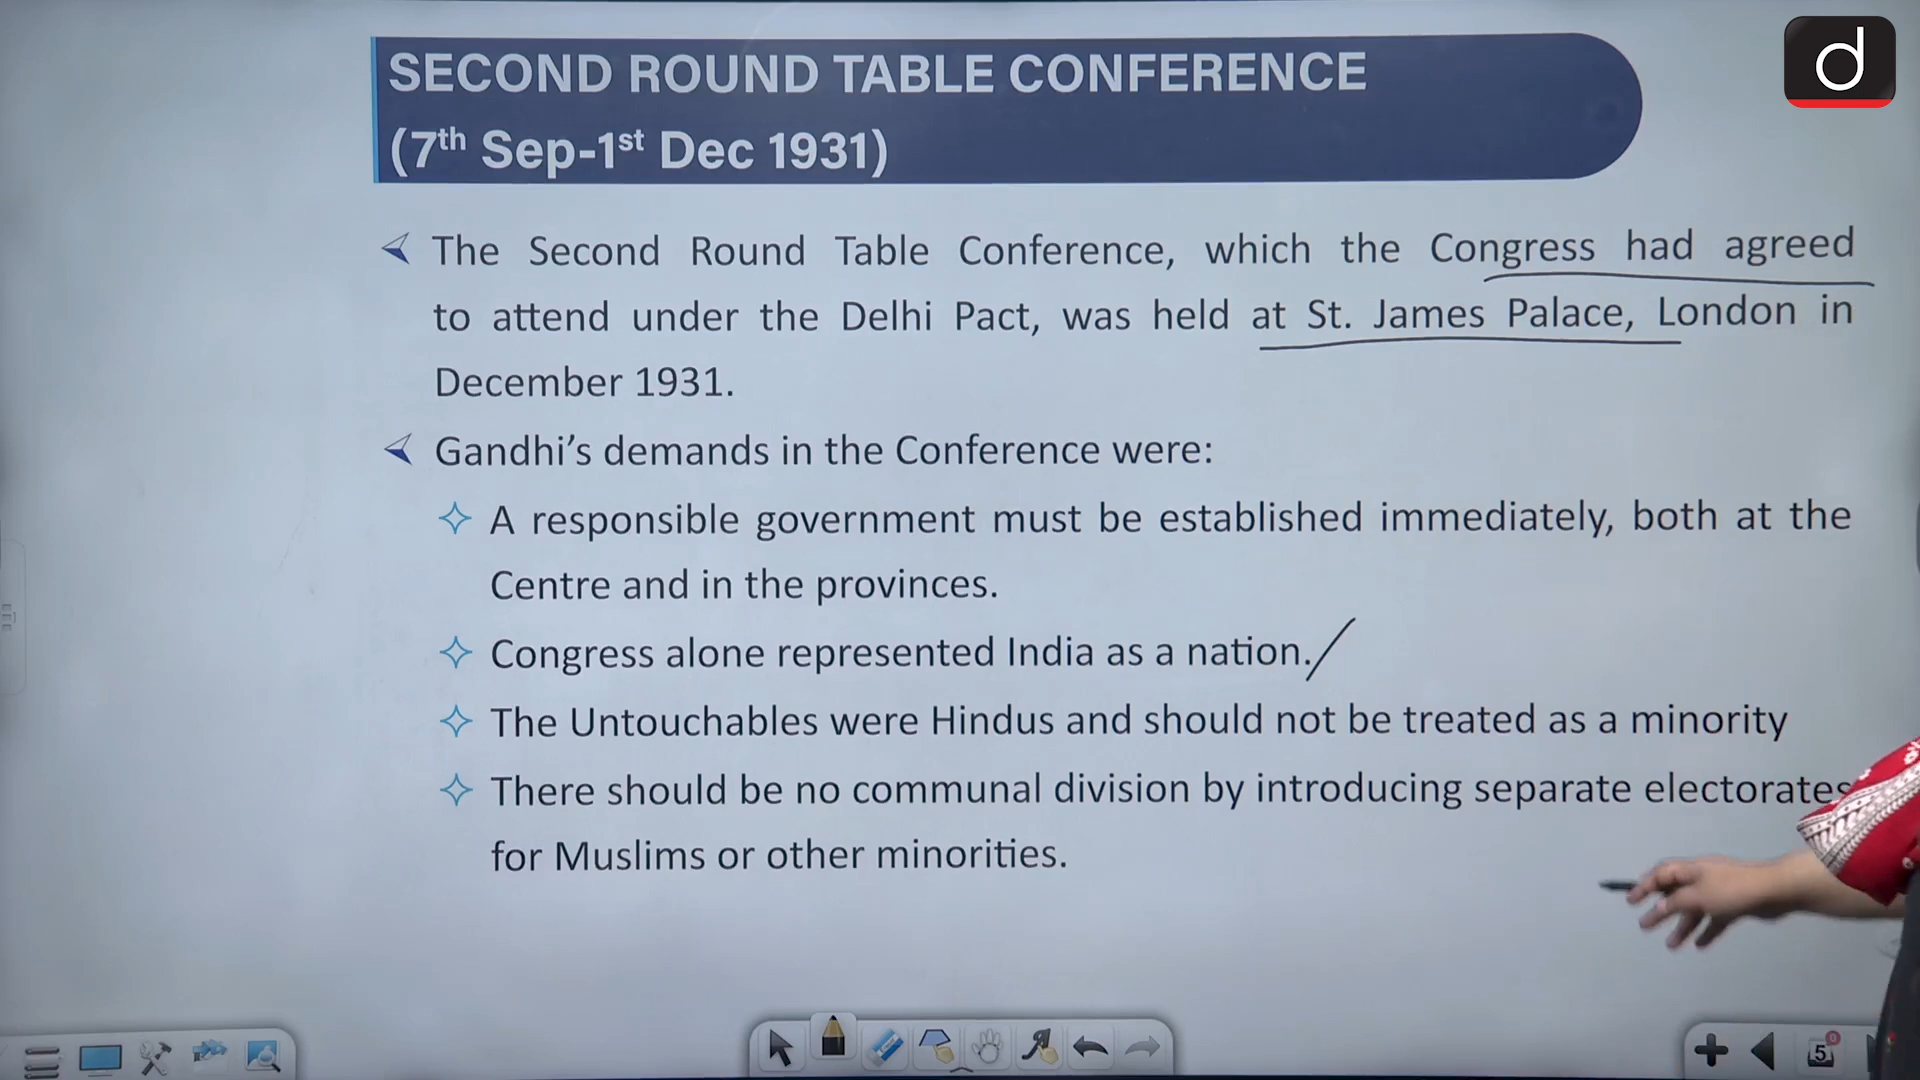 d
SECOND ROUND TABLE CONFERENCE
(7th Sep-1st Dec 1931)
The Second Round Table Conference, which the Congress had agreed
to attend under the Delhi Pact, was held at St. James Palace, London in
December 1931.
Gandhi’s demands in the Conference were:
A responsible government must be established immediately, both at the
Centre and in the provinces.
Congress alone represented India as a nation.
The Untouchables were Hindus and should not be treated as a minority
There should be no communal division by introducing separate electorates
for Muslims or other minorities.
5
0